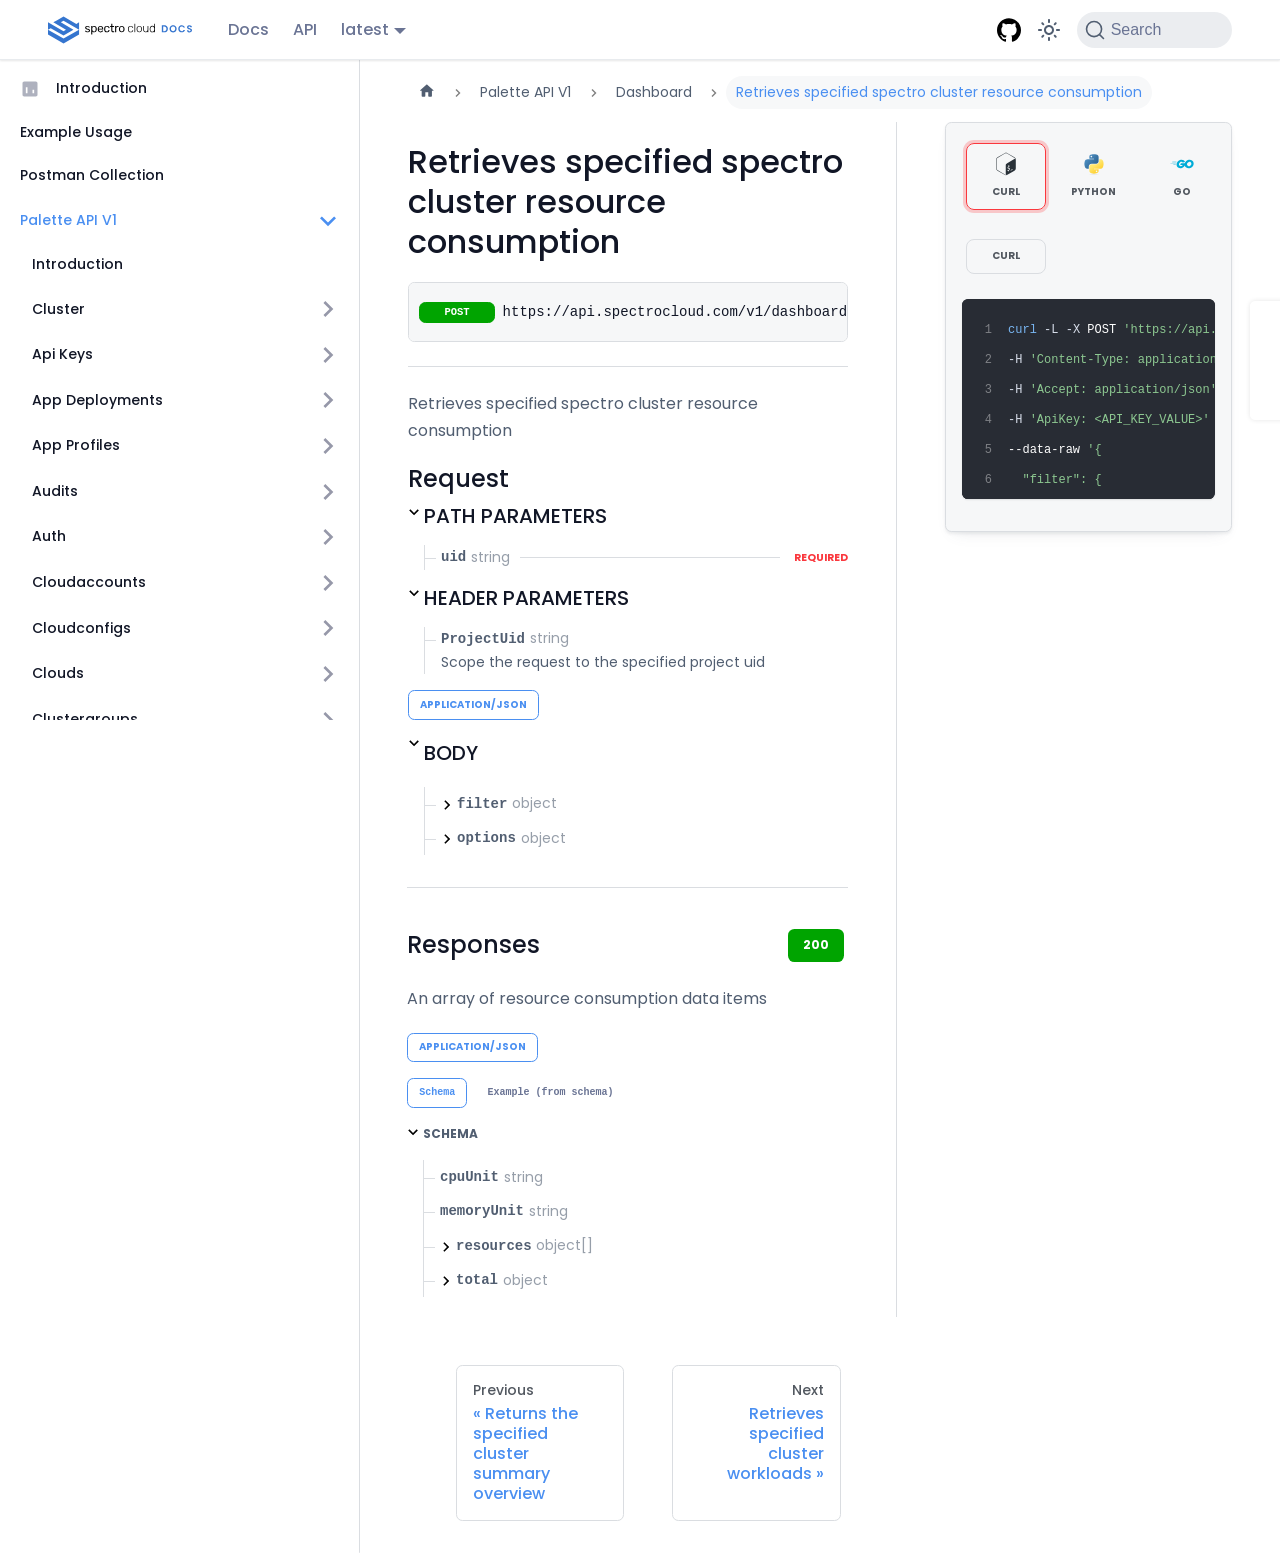 spectro cloud DOCS
Docs
API
latest
Search
Introduction
Example Usage
Postman Collection
Palette API V1
Introduction
Cluster
Api Keys
App Deployments
App Profiles
Audits
Auth
Cloudaccounts
Cloudconfigs
Clouds
Clustergroups
Palette API V1
Dashboard
Retrieves specified spectro cluster resource consumption
Retrieves specified spectro
cluster resource
consumption
POST https://api.spectrocloud.com/v1/dashboard
Retrieves specified spectro cluster resource
consumption
Request
PATH PARAMETERS
uid string REQUIRED
HEADER PARAMETERS
ProjectUid string
Scope the request to the specified project uid
APPLICATION/JSON
BODY
filter object
options object
Responses
200
An array of resource consumption data items
APPLICATION/JSON
Schema Example (from schema)
SCHEMA
cpuUnit string
memoryUnit string
resources object[]
total object
Previous
« Returns the
specified
cluster
summary
overview
Next
Retrieves
specified
cluster
workloads »
CURL PYTHON GO
CURL
1 curl -L -X POST 'https://api.
2 -H 'Content-Type: application
3 -H 'Accept: application/json'
4 -H 'ApiKey: <API_KEY_VALUE>'
5 --data-raw '{
6 "filter": {